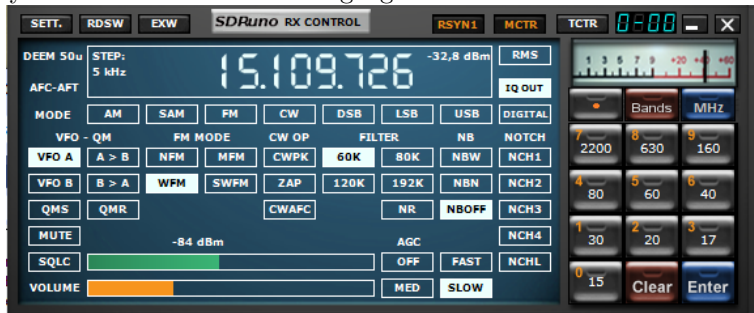 SETT. RDSW EXW SDRuno RX CONTROL RSYN1 MCTR TCTR 0-00
DEEM 50u STEP: 5 kHz 15.109.726 -32,8 dBm RMS
AFC-AFT IQ OUT
1 3 5 7 9 +20 +40 +60
MODE AM SAM FM CW DSB LSB USB DIGITAL
Bands MHz
VFO - QM FM MODE CW OP FILTER NB NOTCH
VFO A A > B NFM MFM CWPK 60K 80K NBW NCH1
7 2200 8 630 9 160
VFO B B > A WFM SWFM ZAP 120K 192K NBN NCH2
4 80 5 60 6 40
QMS QMR CWAFC NR NBOFF NCH3
MUTE -84 dBm AGC NCH4
1 30 2 20 3 17
SQLC OFF FAST NCHL
VOLUME MED SLOW
0 15 Clear Enter